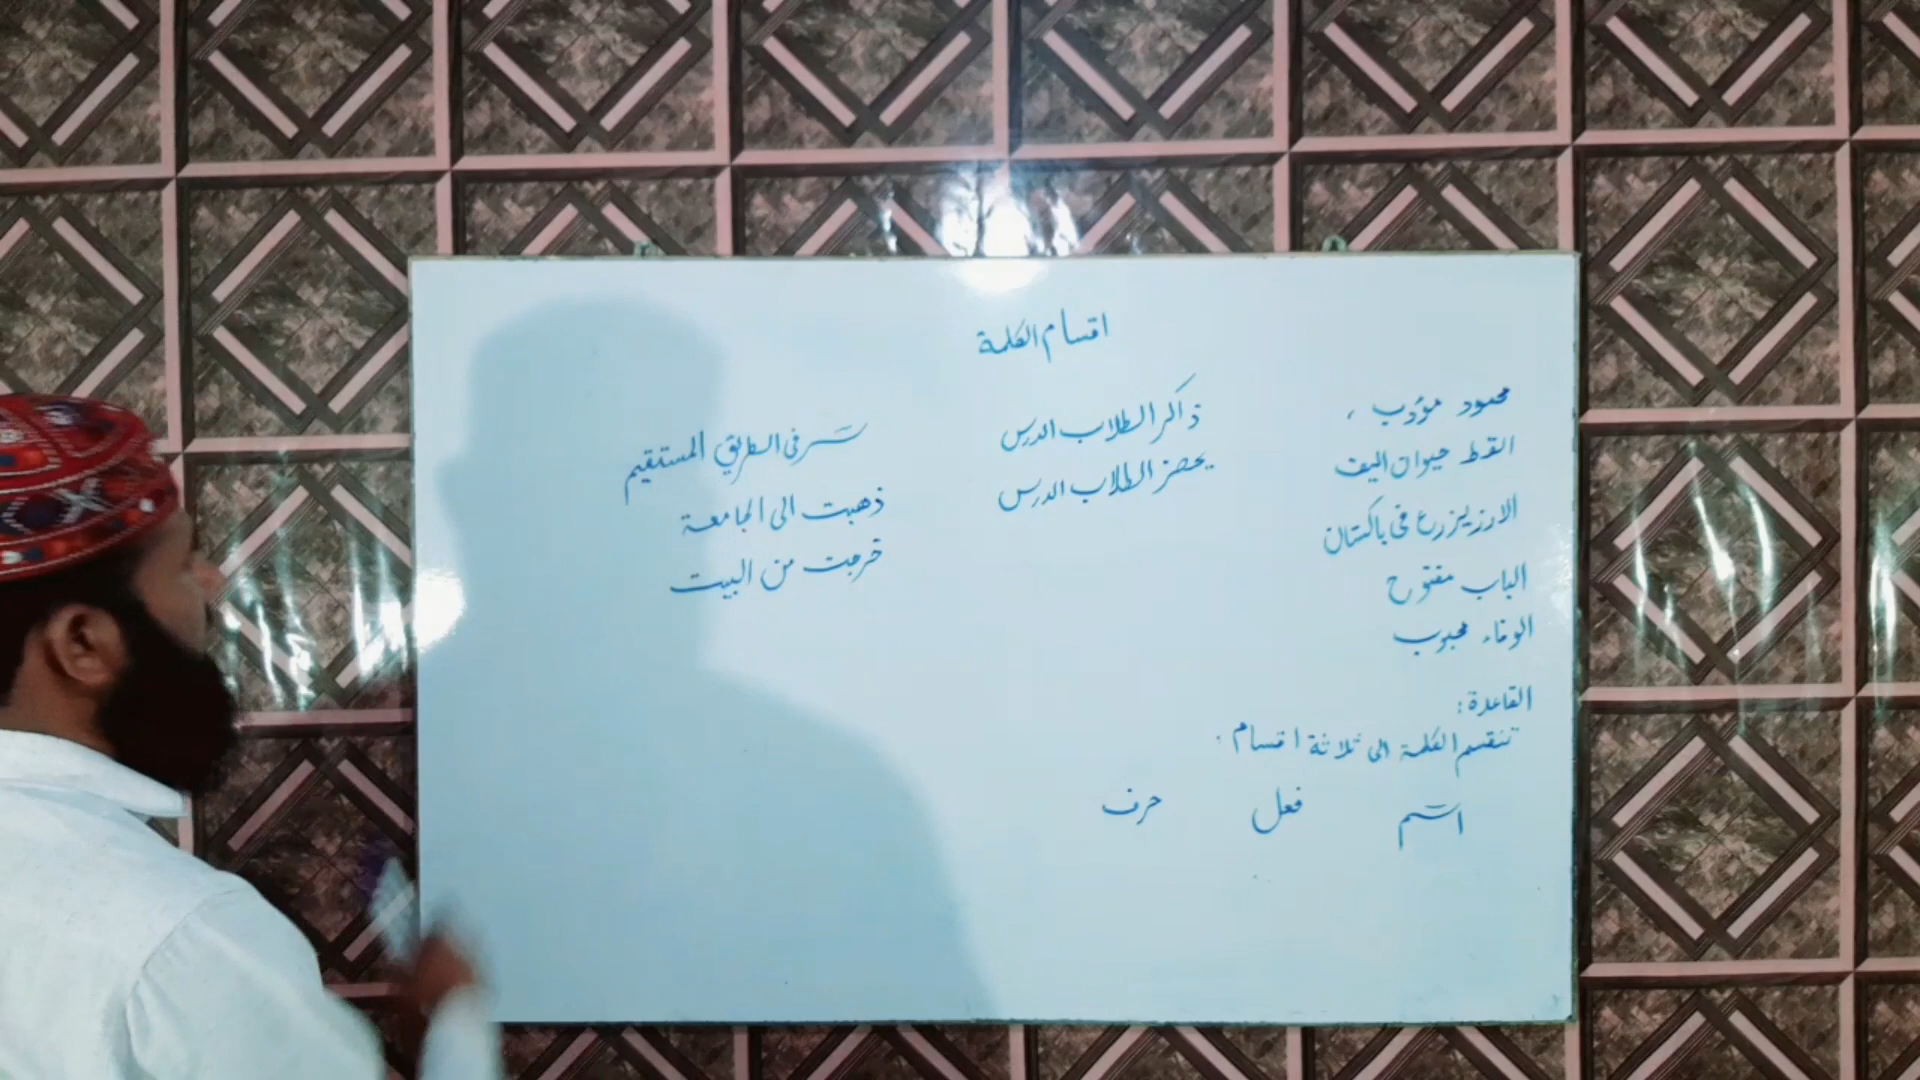 اقسام الكلمة
محمود مؤدب ،
القط حيوان اليف
الارز يزرع في باكستان
الباب مفتوح
الوفاء محبوب
ذاكر الطلاب الدرس
يحضر الطلاب الدرس
سر في الطريق المستقيم
ذهبت الى الجامعة
خرجت من البيت
القاعدة :
تنقسم الكلمة الى ثلاثة اقسام .
اسم فعل حرف